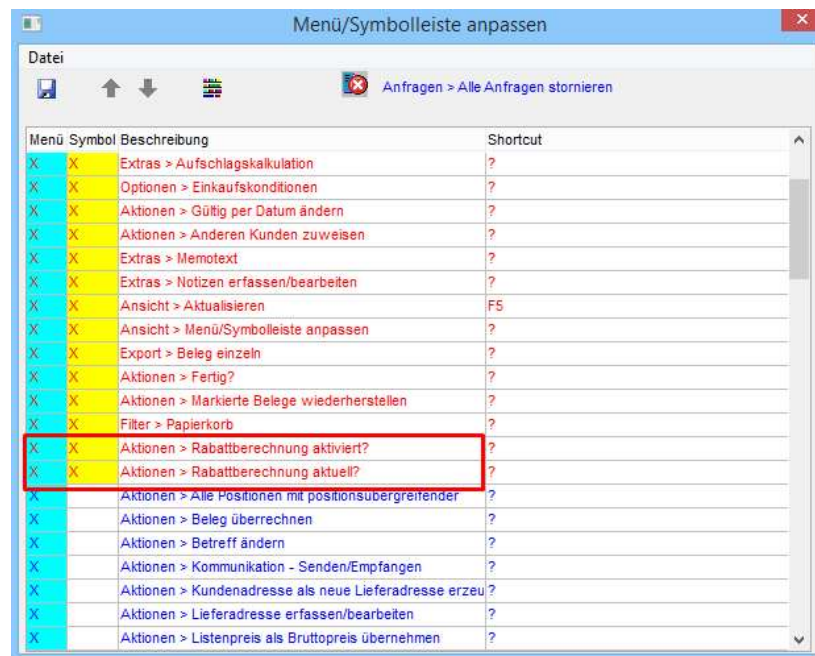 Menü/Symbolleiste anpassen
Datei
Anfragen > Alle Anfragen stornieren
Menü Symbol Beschreibung Shortcut
X X Extras > Aufschlagskalkulation ?
X X Optionen > Einkaufskonditionen ?
X X Aktionen > Gültig per Datum ändern ?
X X Aktionen > Anderen Kunden zuweisen ?
X X Extras > Memotext ?
X X Extras > Notizen erfassen/bearbeiten ?
X X Ansicht > Aktualisieren F5
X X Ansicht > Menü/Symbolleiste anpassen ?
X X Export > Beleg einzeln ?
X X Aktionen > Fertig? ?
X X Aktionen > Markierte Belege wiederherstellen ?
X X Filter > Papierkorb ?
X X Aktionen > Rabattberechnung aktiviert? ?
X X Aktionen > Rabattberechnung aktuell? ?
X Aktionen > Alle Positionen mit positionsübergreifender ?
X Aktionen > Beleg überrechnen ?
X Aktionen > Betreff ändern ?
X Aktionen > Kommunikation - Senden/Empfangen ?
X Aktionen > Kundenadresse als neue Lieferadresse erzeu ?
X Aktionen > Lieferadresse erfassen/bearbeiten ?
X Aktionen > Listenpreis als Bruttopreis übernehmen ?